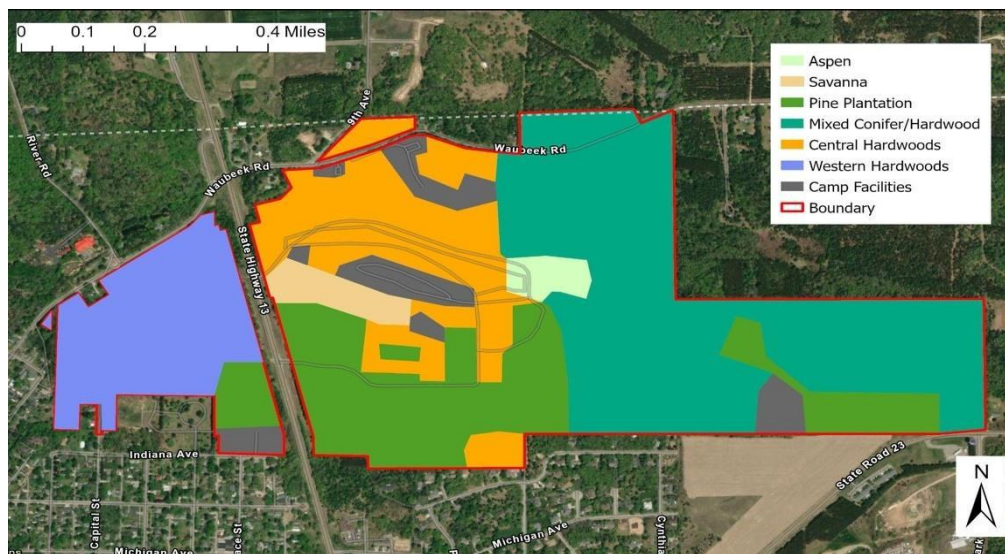 0 0.1 0.2 0.4 Miles
Aspen
Savanna
Pine Plantation
Mixed Conifer/Hardwood
Central Hardwoods
Western Hardwoods
Camp Facilities
Boundary
9th Ave
Waubeek Rd
River Rd
Waubeek Rd
State Highway 13
Indiana Ave
State Road 23
N
Capital St
Michigan Ave
Cynthia
Michigan Ave